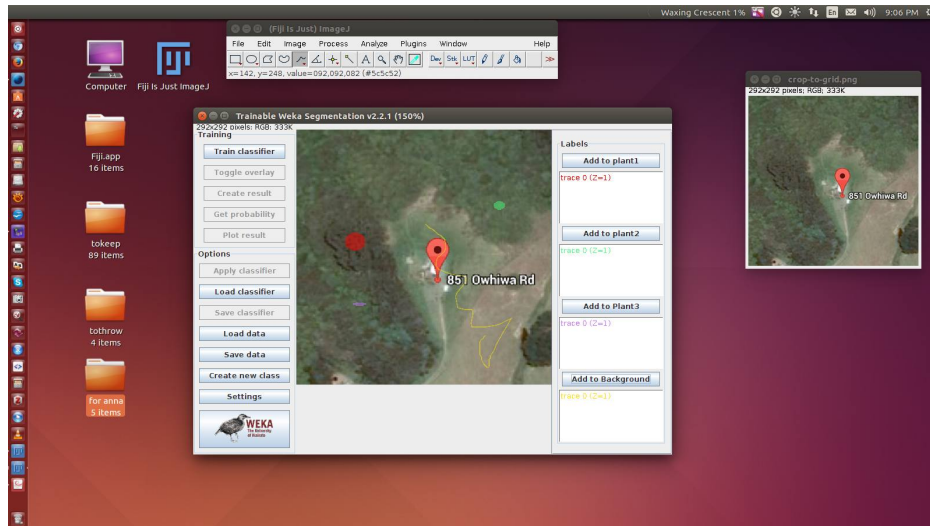 Waxing Crescent 1% En 9:06 PM
(Fiji Is Just) ImageJ
File Edit Image Process Analyze Plugins Window Help
A Dev Stk LUT >>
x=142, y=248, value=092,092,082 (#5c5c52)
Computer
Fiji Is Just ImageJ
Fiji.app
16 items
tokeep
89 items
tothrow
4 items
for anna
5 items
Trainable Weka Segmentation v2.2.1 (150%)
292x292 pixels; RGB; 333K
Training
Train classifier
Toggle overlay
Create result
Get probability
Plot result
Options
Apply classifier
Load classifier
Save classifier
Load data
Save data
Create new class
Settings
WEKA
The University
of Waikato
851 Owhiwa Rd
Labels
Add to plant1
trace 0 (Z=1)
Add to plant2
trace 0 (Z=1)
Add to Plant3
trace 0 (Z=1)
Add to Background
trace 0 (Z=1)
crop-to-grid.png
292x292 pixels; RGB; 333K
851 Owhiwa Rd